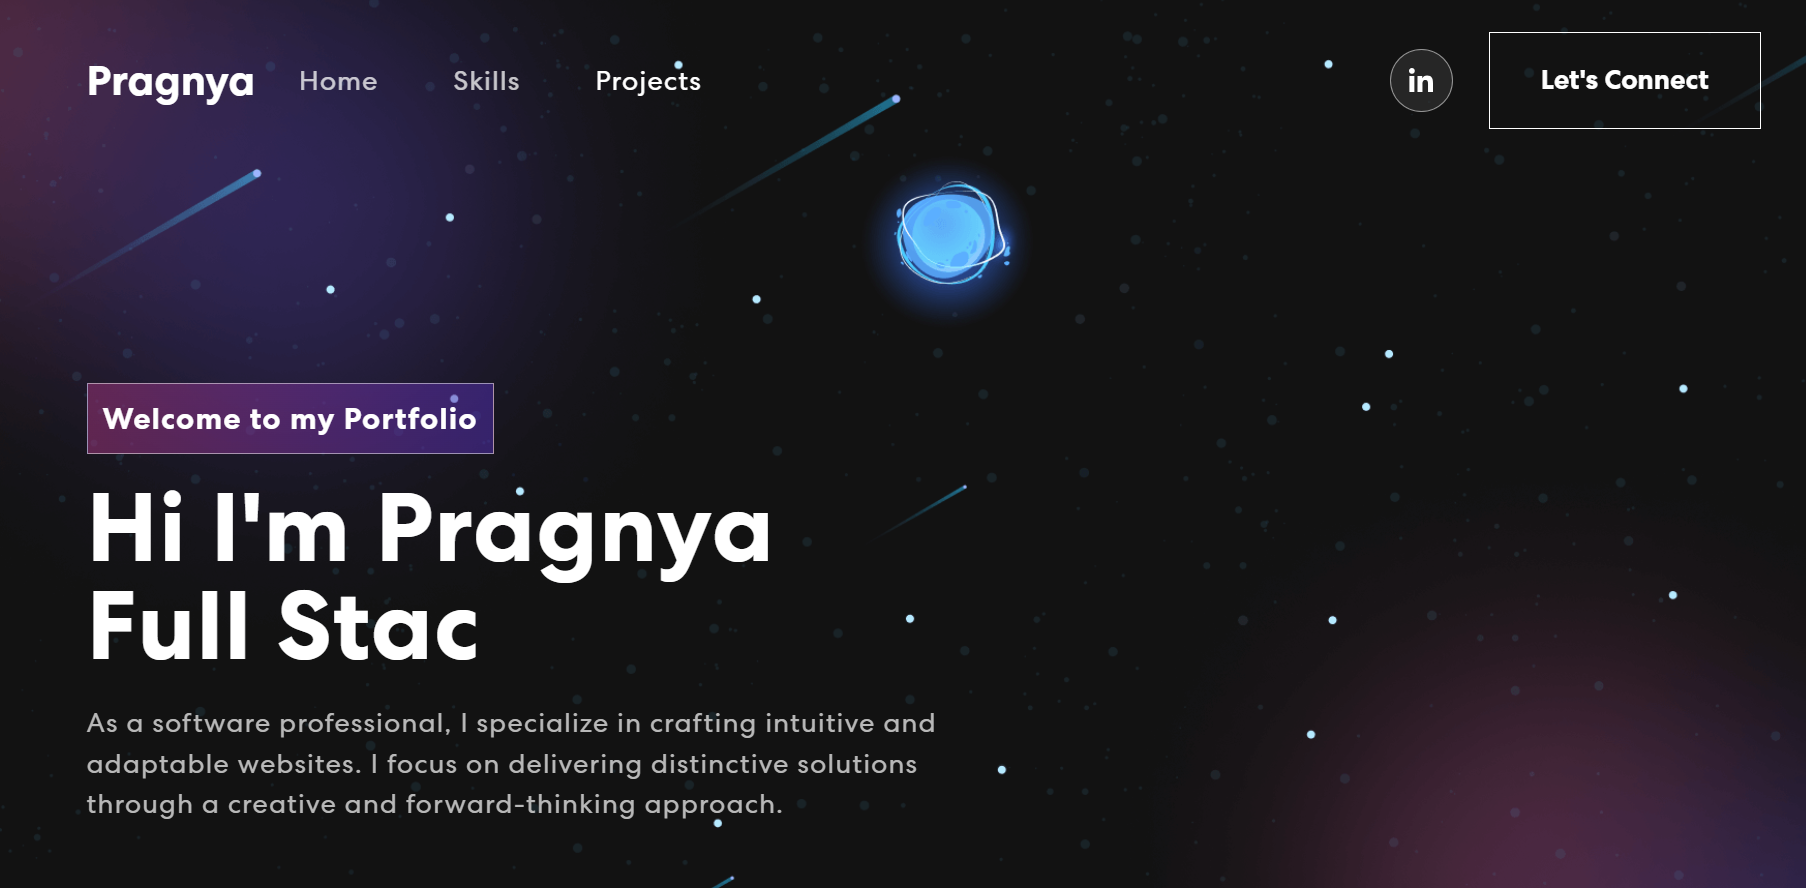 Pragnya Home Skills Projects in Let's Connect
Welcome to my Portfolio
Hi I'm Pragnya
Full Stac
As a software professional, I specialize in crafting intuitive and
adaptable websites. I focus on delivering distinctive solutions
through a creative and forward-thinking approach.